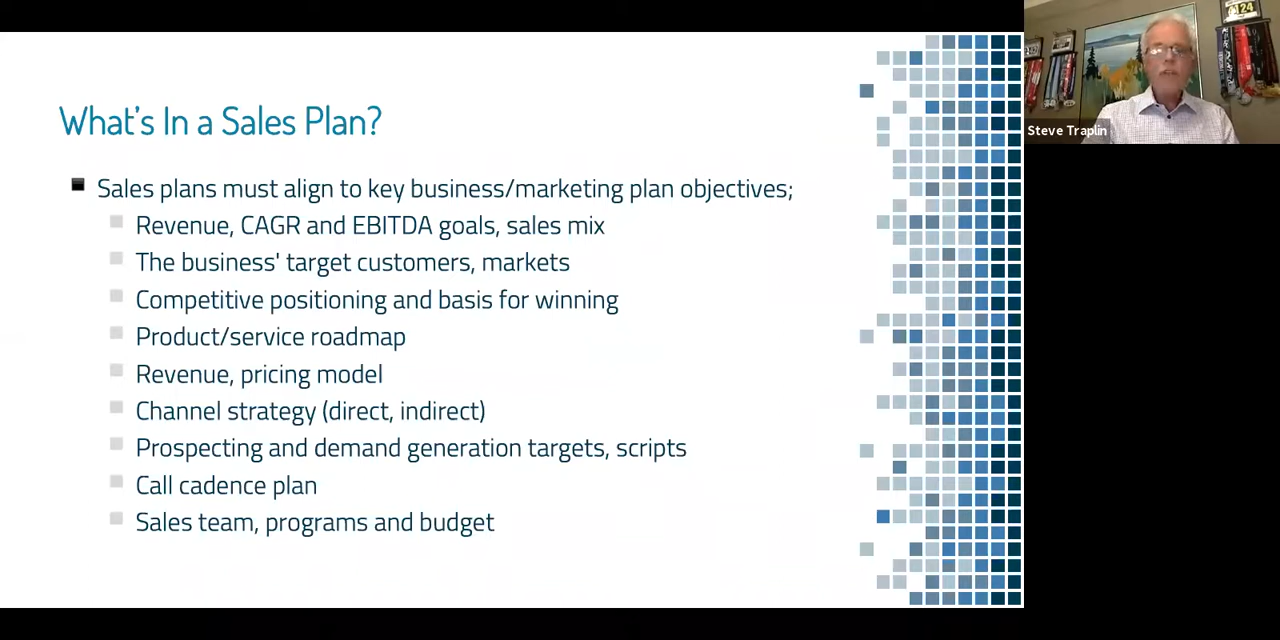 What's In a Sales Plan?
Sales plans must align to key business/marketing plan objectives;
Revenue, CAGR and EBITDA goals, sales mix
The business' target customers, markets
Competitive positioning and basis for winning
Product/service roadmap
Revenue, pricing model
Channel strategy (direct, indirect)
Prospecting and demand generation targets, scripts
Call cadence plan
Sales team, programs and budget
Steve Traplin